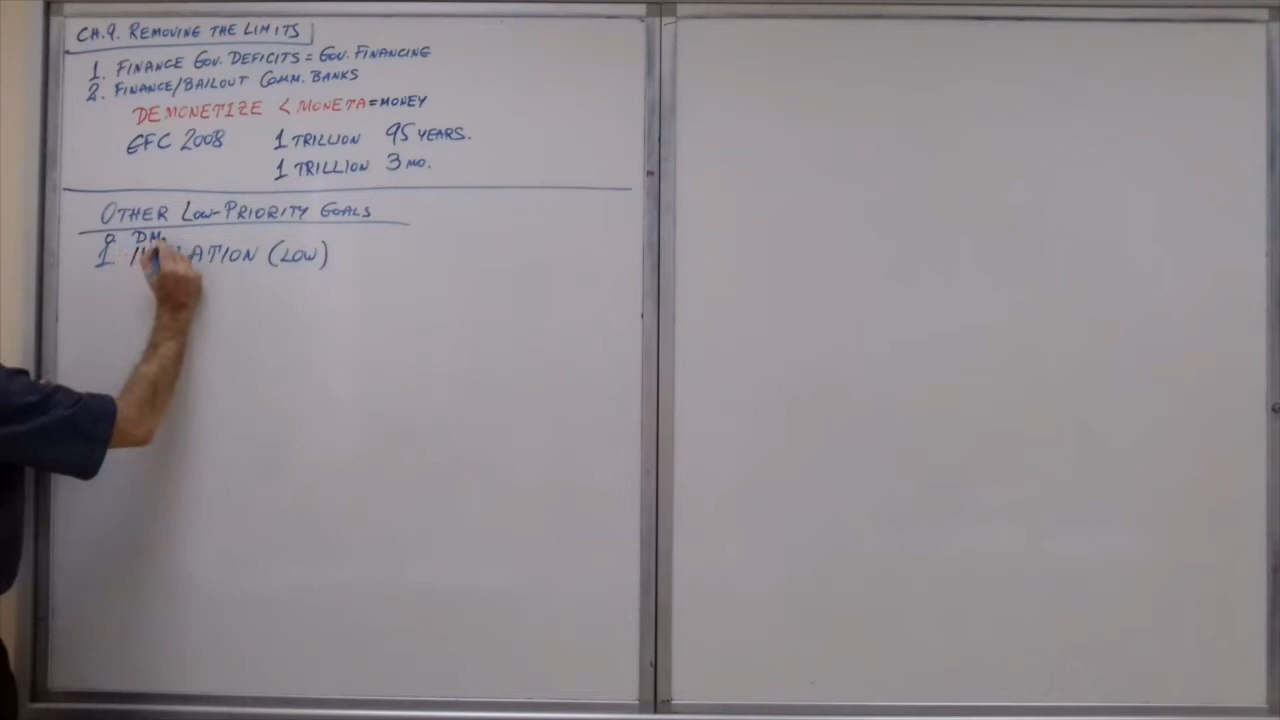 CH.9. REMOVING THE LIMITS
1. FINANCE GOV. DEFICITS = GOV. FINANCING
2. FINANCE/BAILOUT COMM. BANKS
DEMONETIZE < MONETA = MONEY
GFC 2008 1 TRILLION 95 YEARS.
1 TRILLION 3 MO.
OTHER LOW-PRIORITY GOALS
0. DM.
1. (LOW)